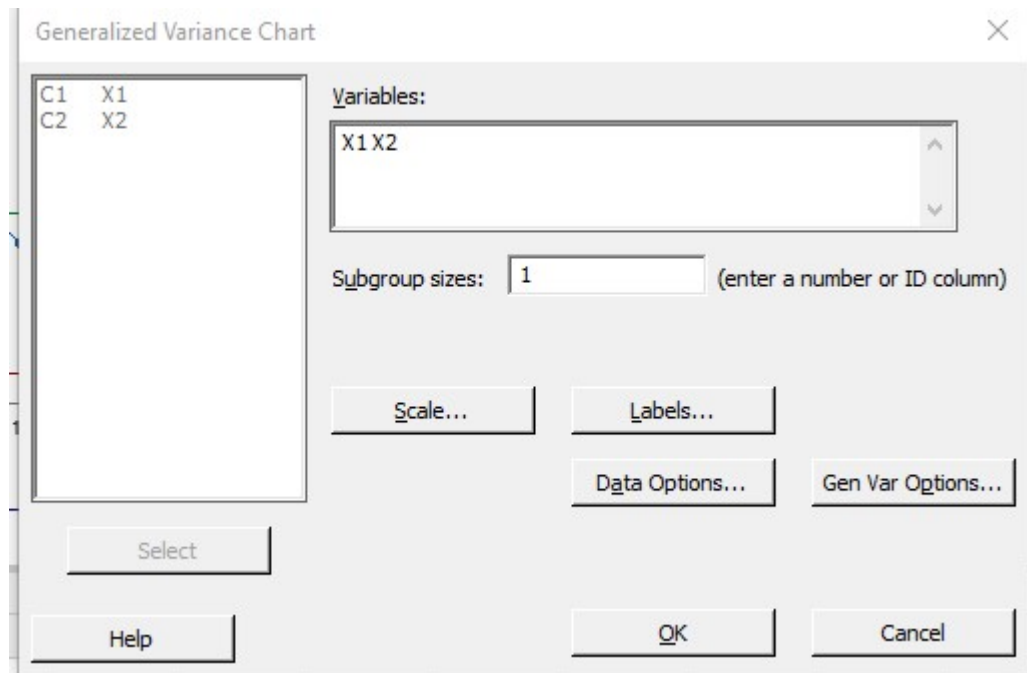 Generalized Variance Chart
C1 X1
C2 X2
Variables:
X1 X2
Subgroup sizes: 1 (enter a number or ID column)
Scale... Labels...
Data Options... Gen Var Options...
Select
Help OK Cancel